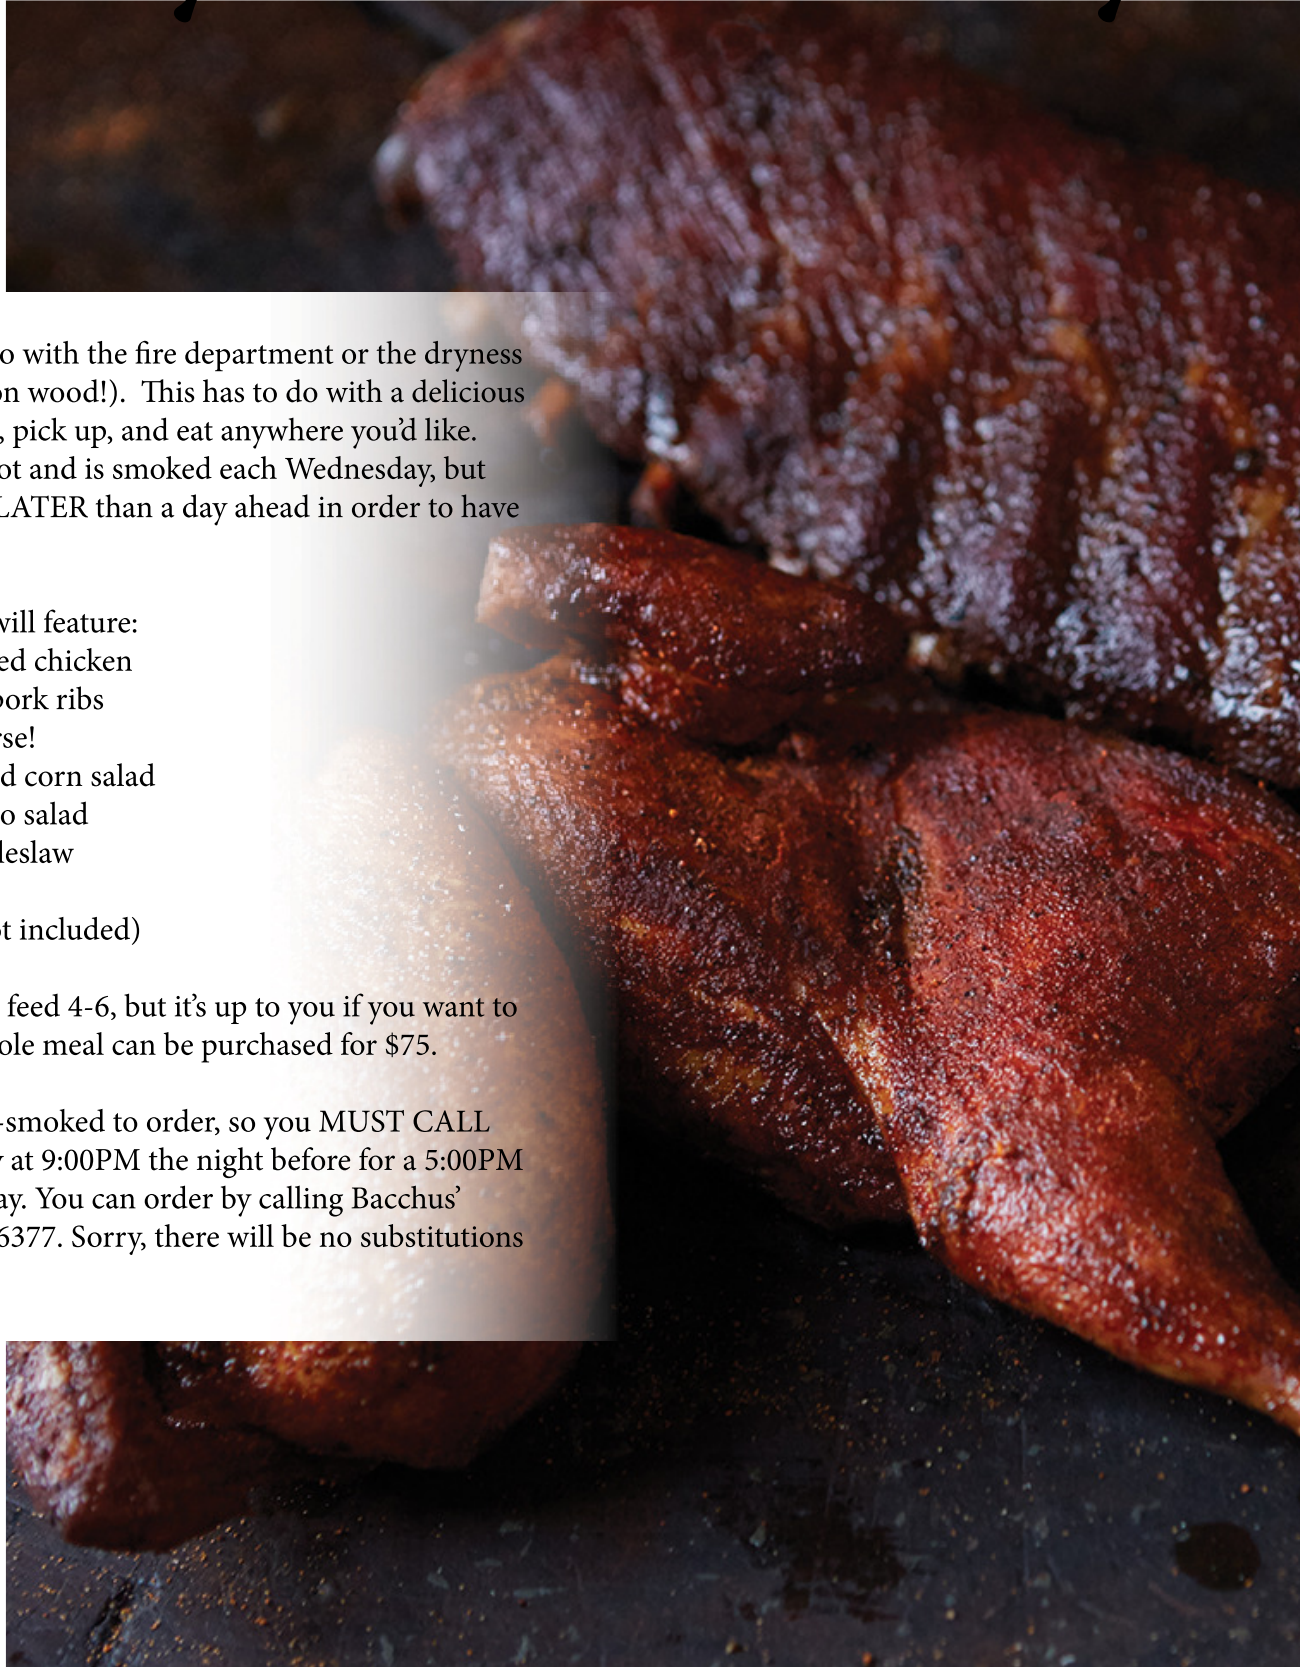 o with the fire department or the dryness
on wood!).  This has to do with a delicious
, pick up, and eat anywhere you’d like.
ot and is smoked each Wednesday, but
LATER than a day ahead in order to have
will feature:
ed chicken
pork ribs
rse!
d corn salad
o salad
leslaw
ot included)
feed 4-6, but it’s up to you if you want to
ole meal can be purchased for $75.
-smoked to order, so you MUST CALL
y at 9:00PM the night before for a 5:00PM
ay. You can order by calling Bacchus’
6377. Sorry, there will be no substitutions